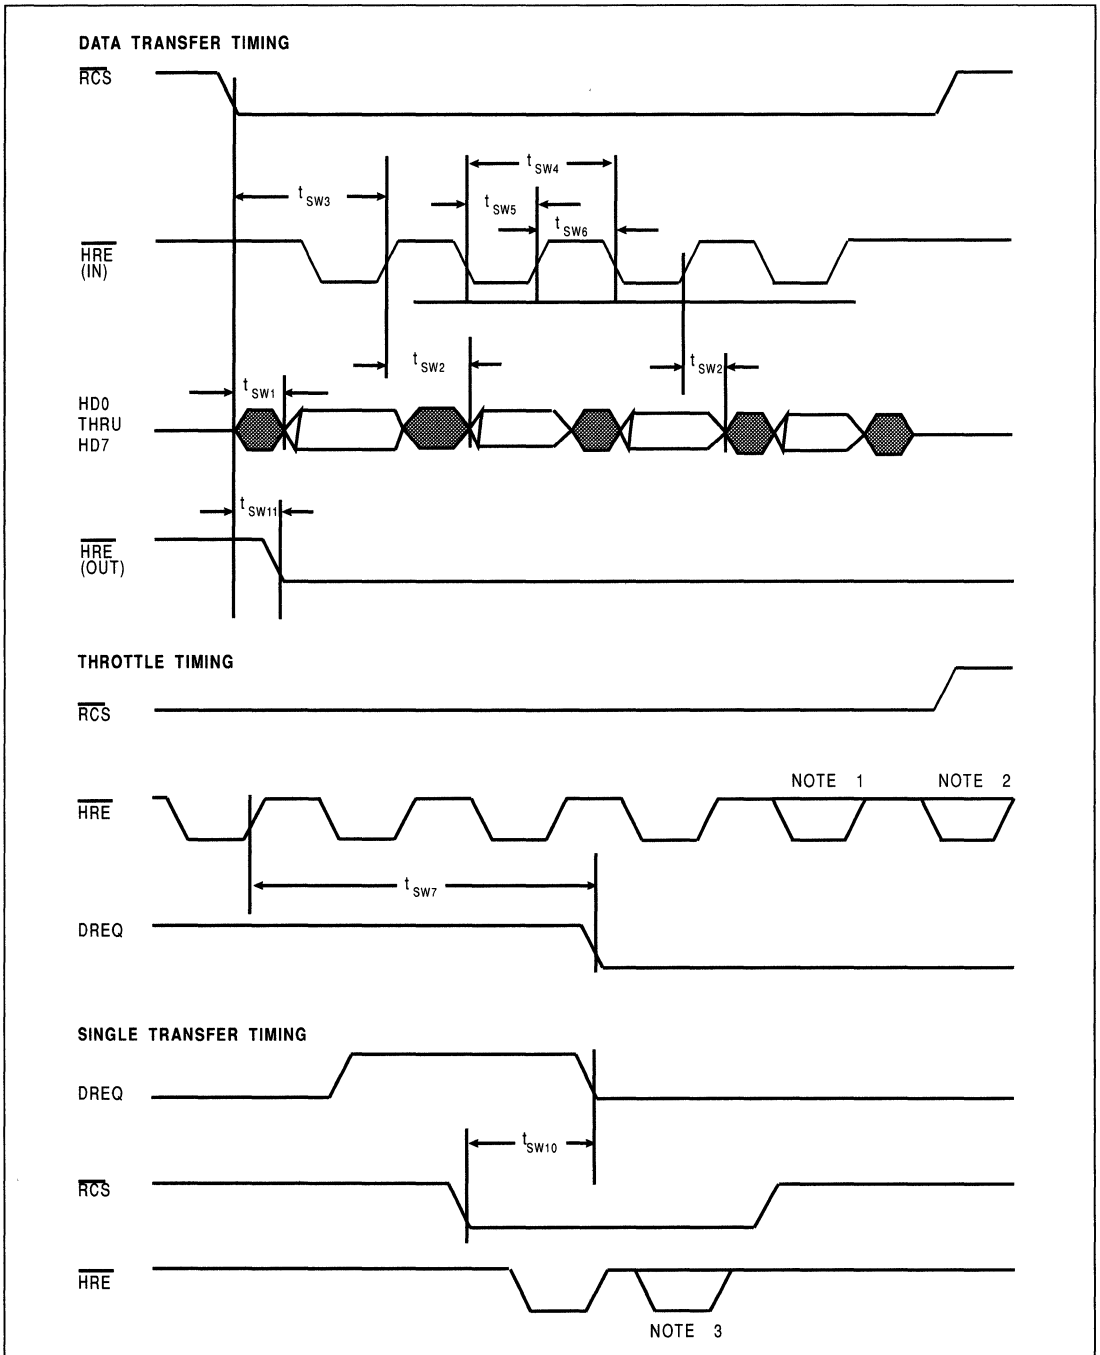 DATA TRANSFER TIMING
RCS
tSW4
tSW3
tSW5
tSW6
HRE
(IN)
tSW2
tSW2
tSW1
HD0
THRU
HD7
tSW11
HRE
(OUT)
THROTTLE TIMING
RCS
NOTE 1 NOTE 2
HRE
tSW7
DREQ
SINGLE TRANSFER TIMING
DREQ
tSW10
RCS
HRE
NOTE 3